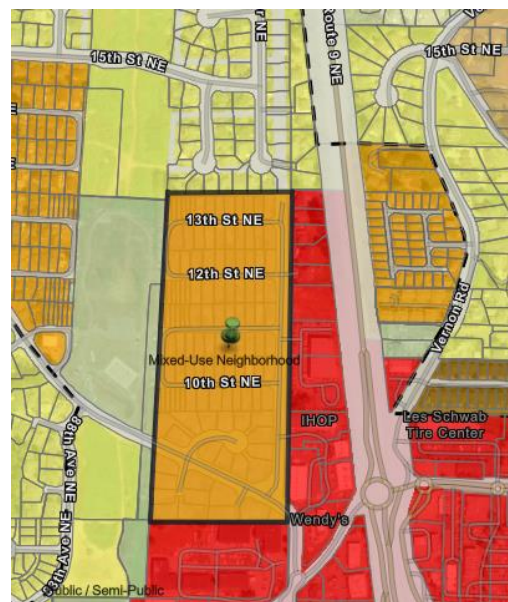 Route 9 NE
15th St NE
15th St NE
13th St NE
12th St NE
Mixed-Use Neighborhood
10th St NE
Vernon Rd
IHOP
Les Schwab
Tire Center
88th Ave NE
Wendy's
Public / Semi-Public